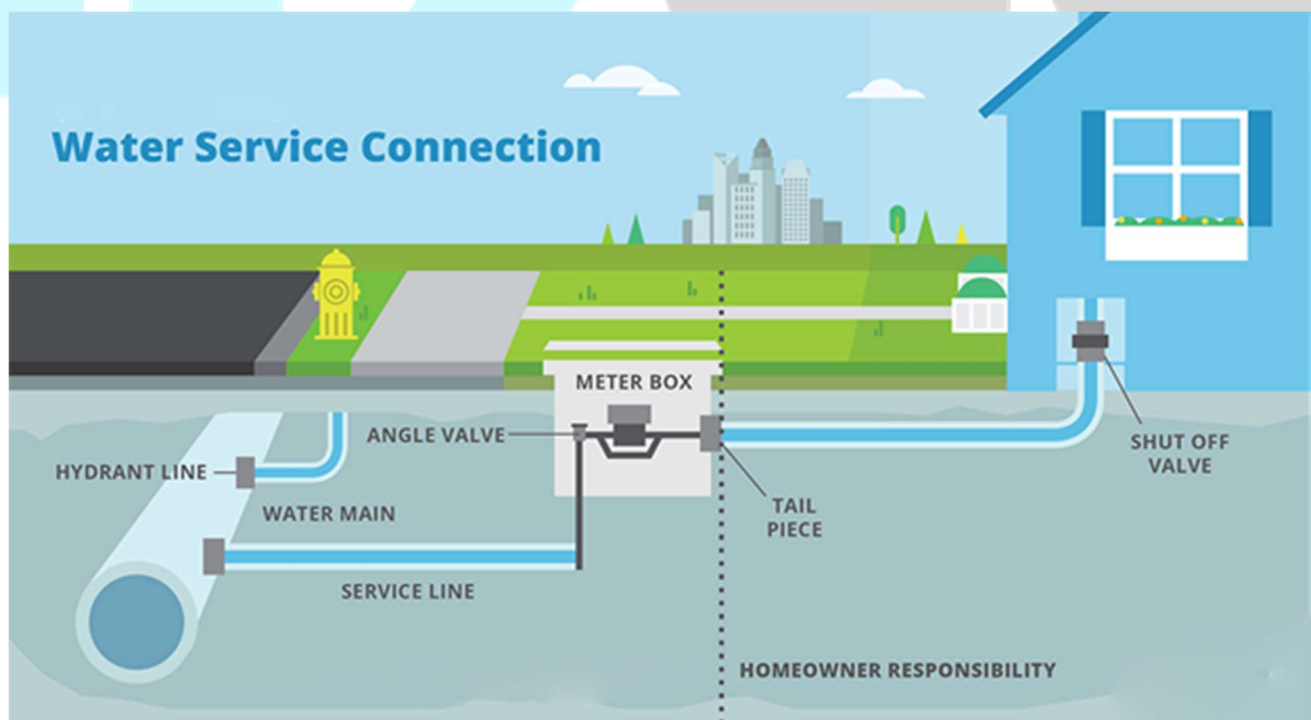 Water Service Connection
METER BOX
ANGLE VALVE
HYDRANT LINE
SHUT OFF
VALVE
WATER MAIN
TAIL
PIECE
SERVICE LINE
HOMEOWNER RESPONSIBILITY